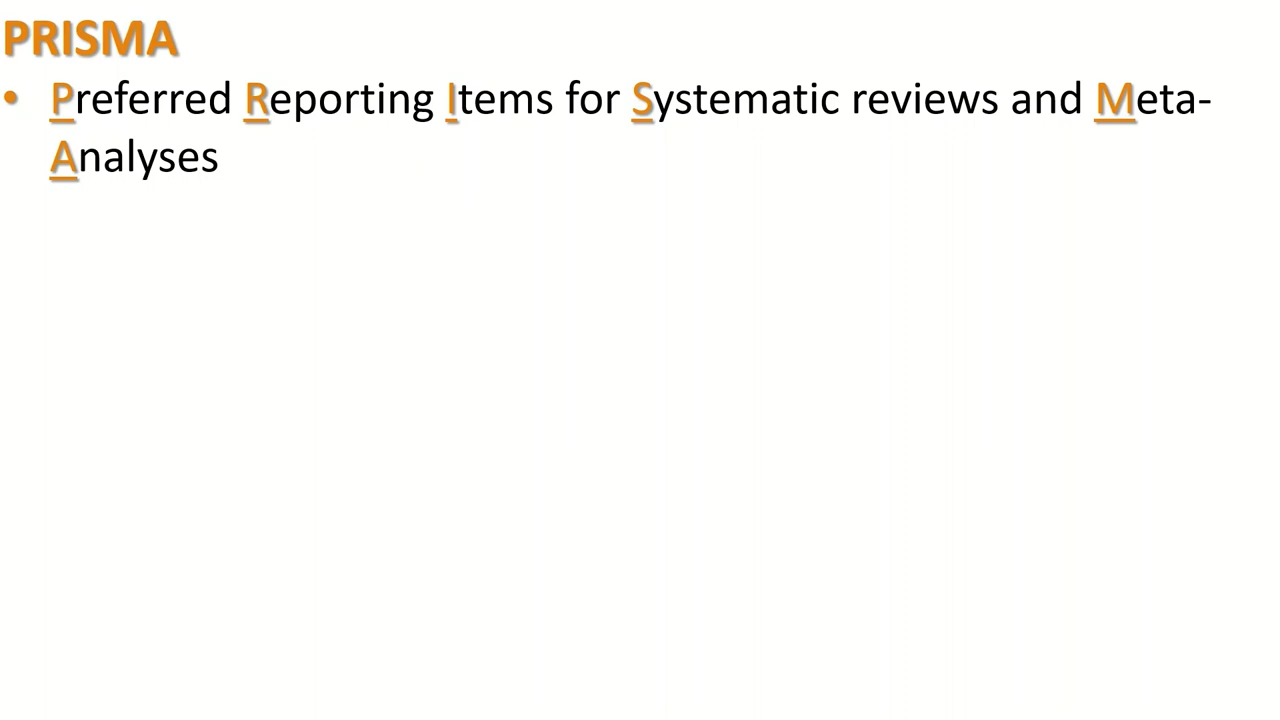 PRISMA
• Preferred Reporting Items for Systematic reviews and Meta-
Analyses